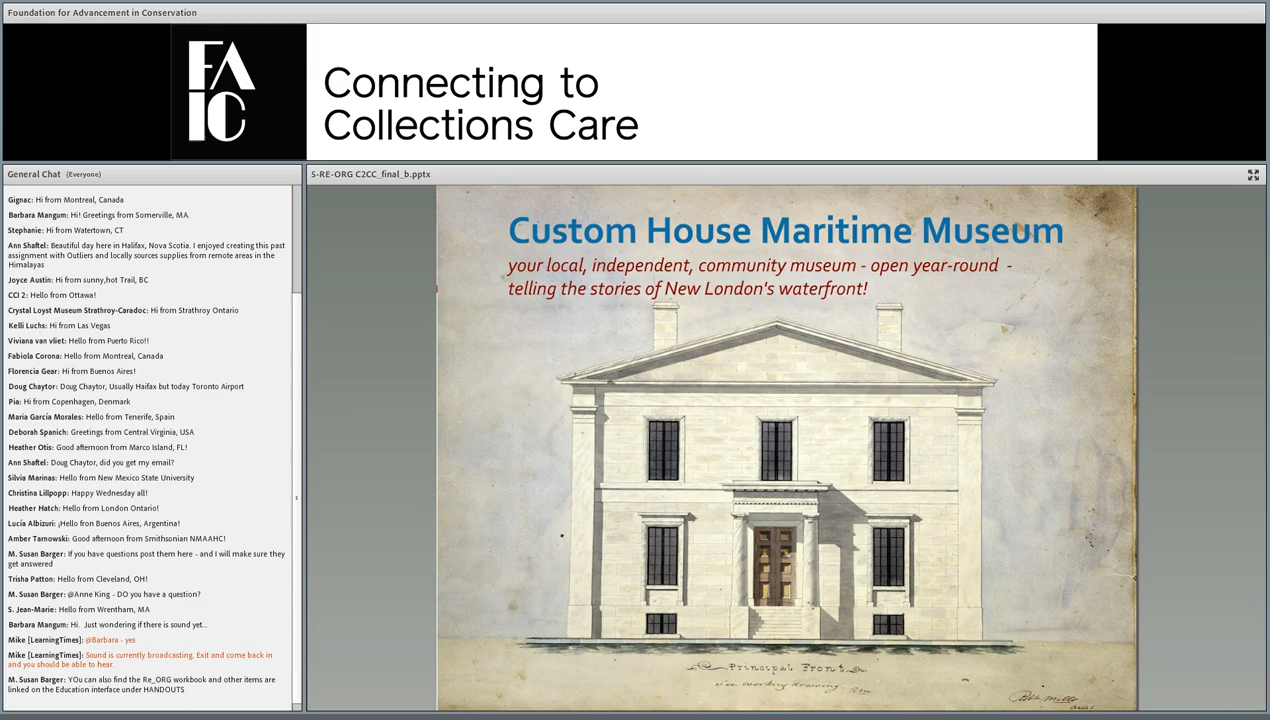 Foundation for Advancement in Conservation
FA
IC
Connecting to
Collections Care
General Chat (Everyone)
Gignac: Hi from Montreal, Canada
Barbara Mangum: Hi! Greetings from Somerville, MA.
Stephanie: Hi from Watertown, CT
Ann Shaftel: Beautiful day here in Halifax, Nova Scotia. I enjoyed creating this past
assignment with Outliers and locally sources supplies from remote areas in the
Himalayas
Joyce Austin: Hi from sunny,hot Trail, BC
CCI 2: Hello from Ottawa!
Crystal Loyst Museum Strathroy-Caradoc: Hi from Strathroy Ontario
Kelli Luchs: Hi from Las Vegas
Viviana van vliet: Hello from Puerto Rico!!
Fabiola Corona: Hello from Montreal, Canada
Florencia Gear: Hi from Buenos Aires!
Doug Chaytor: Doug Chaytor, Usually Haifax but today Toronto Airport
Pia: Hi from Copenhagen, Denmark
Maria García Morales: Hello from Tenerife, Spain
Deborah Spanich: Greetings from Central Virginia, USA
Heather Otis: Good afternoon from Marco Island, FL!
Ann Shaftel: Doug Chaytor, did you get my email?
Silvia Marinas: Hello from New Mexico State University
Christina Lillpopp: Happy Wednesday all!
Heather Hatch: Hello from London Ontario!
Lucía Albizuri: ¡Hello fron Buenos Aires, Argentina!
Amber Tarnowski: Good afternoon from Smithsonian NMAAHC!
M. Susan Barger: If you have questions post them here - and I will make sure they
get answered
Trisha Patton: Hello from Cleveland, OH!
M. Susan Barger: @Anne King - DO you have a question?
S. Jean-Marie: Hello from Wrentham, MA
Barbara Mangum: Hi. Just wondering if there is sound yet...
Mike [LearningTimes]: @Barbara - yes
Mike [LearningTimes]: Sound is currently broadcasting. Exit and come back in
and you should be able to hear.
M. Susan Barger: YOu can also find the Re_ORG workbook and other items are
linked on the Education interface under HANDOUTS
5-RE-ORG C2CC_final_b.pptx
Custom House Maritime Museum
your local, independent, community museum - open year-round -
telling the stories of New London's waterfront!
Principal Front
working drawing.
Robt Mills